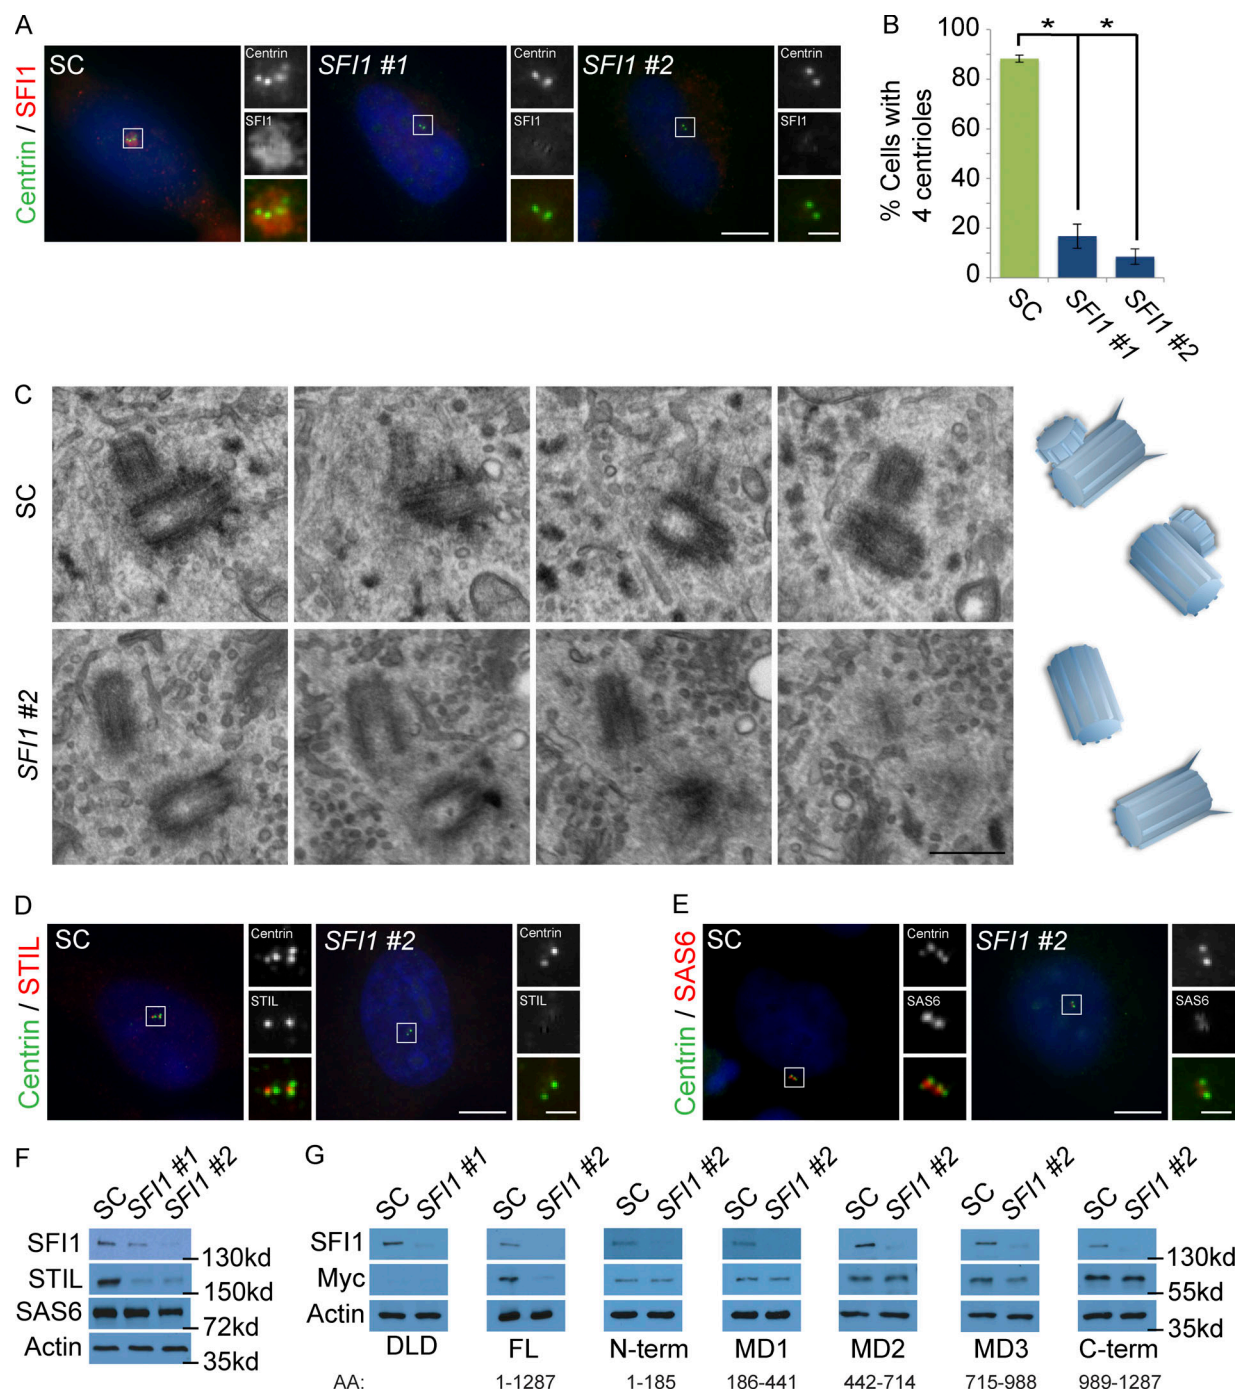 A
Centrin / SFI1
SC
Centrin
SFI1
SFI1 #1
Centrin
SFI1
SFI1 #2
Centrin
SFI1
B
% Cells with
4 centrioles
100
80
60
40
20
0
* *
SC
SFI1 #1
SFI1 #2
C
SC
SFI1 #2
D
Centrin / STIL
SC
Centrin
STIL
SFI1 #2
Centrin
STIL
E
Centrin / SAS6
SC
Centrin
SAS6
SFI1 #2
Centrin
SAS6
F
SC SFI1 #1 SFI1 #2
SFI1
130kd
STIL
150kd
SAS6
72kd
Actin
35kd
G
SC SFI1 #1 SC SFI1 #2 SC SFI1 #2 SC SFI1 #2 SC SFI1 #2 SC SFI1 #2 SC SFI1 #2
SFI1
130kd
Myc
55kd
Actin
35kd
DLD FL N-term MD1 MD2 MD3 C-term
AA: 1-1287 1-185 186-441 442-714 715-988 989-1287